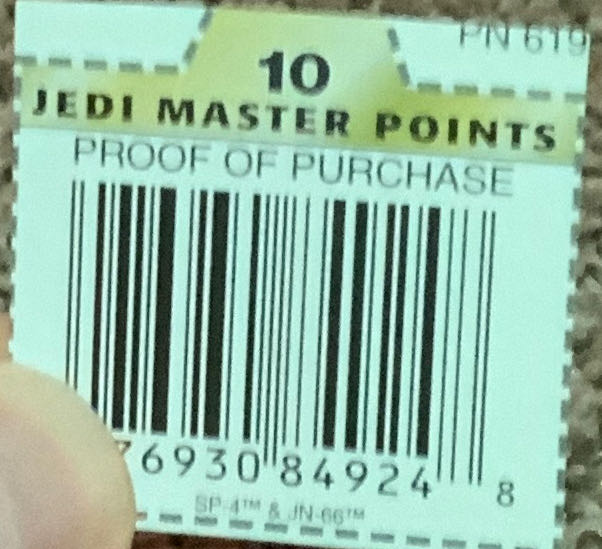 PN 619
10
JEDI MASTER POINTS
PROOF OF PURCHASE
76930 84924 8
SP-4™ & JN-66™